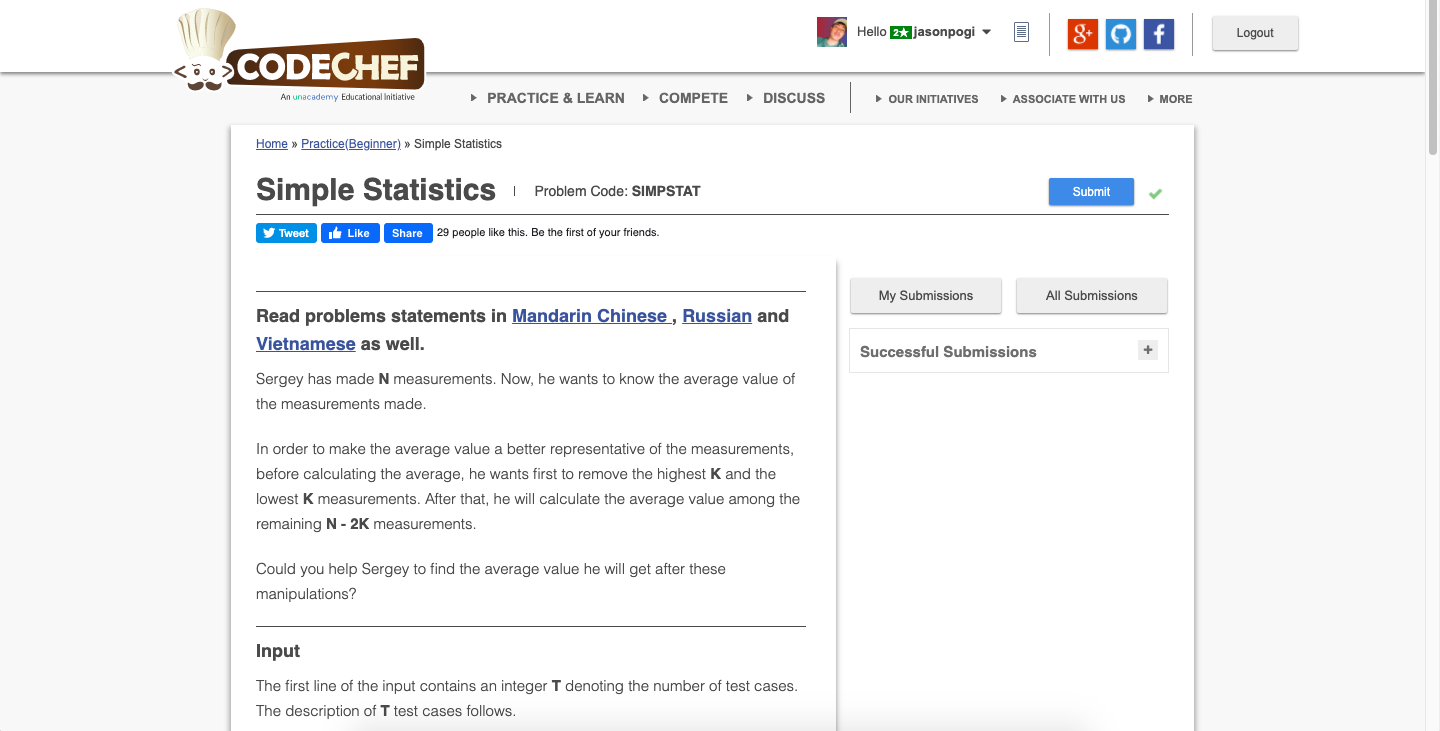 Hello 2★ jasonpogi
Logout
CODECHEF
An unacademy Educational Initiative
PRACTICE & LEARN COMPETE DISCUSS OUR INITIATIVES ASSOCIATE WITH US MORE
Home » Practice(Beginner) » Simple Statistics
Simple Statistics
Problem Code: SIMPSTAT
Submit
Tweet Like Share 29 people like this. Be the first of your friends.
My Submissions All Submissions
Successful Submissions +
Read problems statements in Mandarin Chinese , Russian and
Vietnamese as well.
Sergey has made N measurements. Now, he wants to know the average value of
the measurements made.
In order to make the average value a better representative of the measurements,
before calculating the average, he wants first to remove the highest K and the
lowest K measurements. After that, he will calculate the average value among the
remaining N - 2K measurements.
Could you help Sergey to find the average value he will get after these
manipulations?
Input
The first line of the input contains an integer T denoting the number of test cases.
The description of T test cases follows.